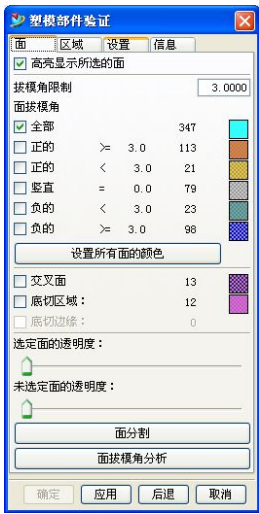 塑模部件验证
面 区域 设置 信息
高亮显示所选的面
拔模角限制 3.0000
面拔模角
全部 347
正的 >= 3.0 113
正的 < 3.0 21
竖直 = 0.0 79
负的 < 3.0 23
负的 >= 3.0 98
设置所有面的颜色
交叉面 13
底切区域： 12
底切边缘： 0
选定面的透明度：
未选定面的透明度：
面分割
面拔模角分析
确定 应用 后退 取消